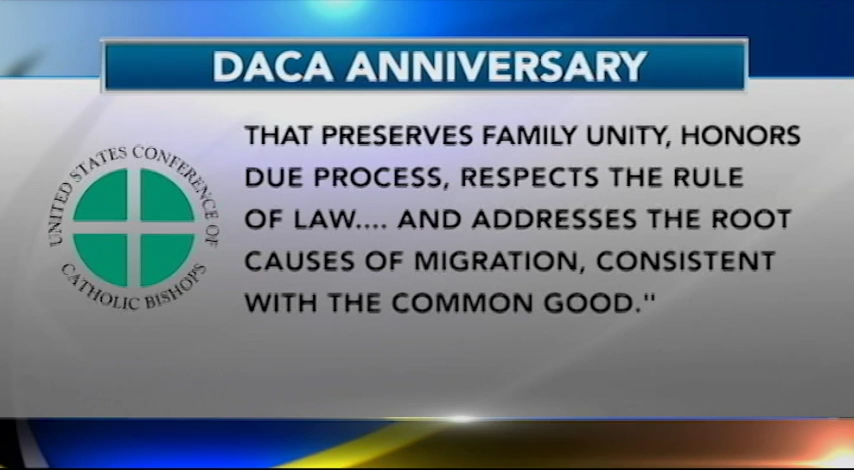 DACA ANNIVERSARY
UNITED STATES CONFERENCE OF
CATHOLIC BISHOPS
THAT PRESERVES FAMILY UNITY, HONORS
DUE PROCESS, RESPECTS THE RULE
OF LAW.... AND ADDRESSES THE ROOT
CAUSES OF MIGRATION, CONSISTENT
WITH THE COMMON GOOD."